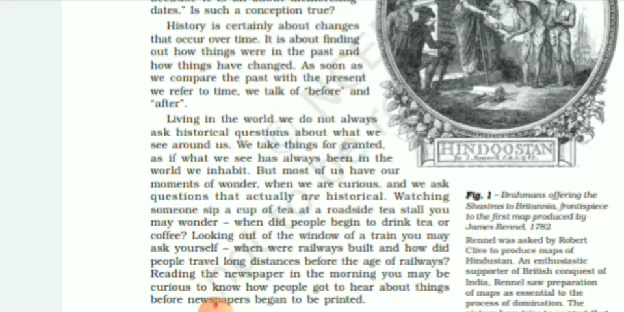 dates." Is such a conception true?
History is certainly about changes
that occur over time. It is about finding
out how things were in the past and
how things have changed. As soon as
we compare the past with the present
we refer to time, we talk of "before" and
"after".
Living in the world we do not always
ask historical questions about what we
see around us. We take things for granted,
as if what we see has always been in the
world we inhabit. But most of us have our
moments of wonder, when we are curious, and we ask
questions that actually are historical. Watching
someone sip a cup of tea at a roadside tea stall you
may wonder – when did people begin to drink tea or
coffee? Looking out of the window of a train you may
ask yourself – when were railways built and how did
people travel long distances before the age of railways?
Reading the newspaper in the morning you may be
curious to know how people got to hear about things
before newspapers began to be printed.
HINDOOSTAN
Fig. 1 – Brahmans offering the
Shastras to Britannia, frontispiece
to the first map produced by
James Rennel, 1782
Rennel was asked by Robert
Clive to produce maps of
Hindustan. An enthusiastic
supporter of British conquest of
India, Rennel saw preparation
of maps as essential to the
process of domination. The